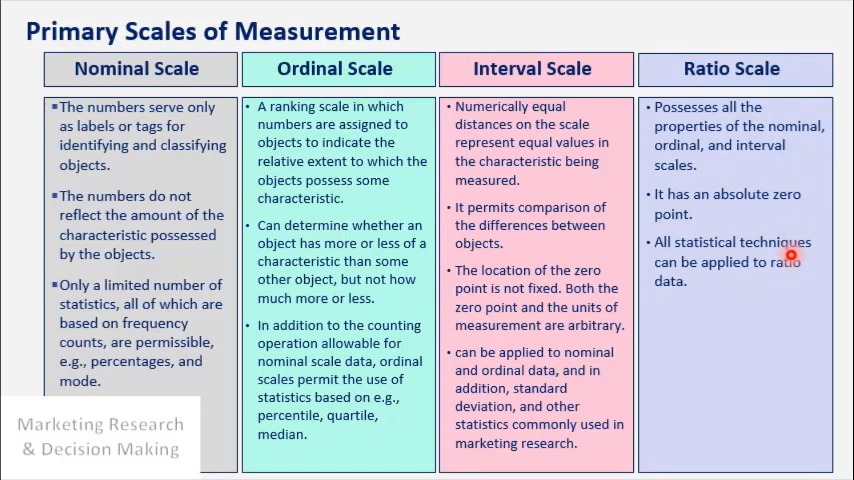 Primary Scales of Measurement
Nominal Scale
▪The numbers serve only
as labels or tags for
identifying and classifying
objects.
▪The numbers do not
reflect the amount of the
characteristic possessed
by the objects.
▪Only a limited number of
statistics, all of which are
based on frequency
counts, are permissible,
e.g., percentages, and
mode.
Ordinal Scale
• A ranking scale in which
numbers are assigned to
objects to indicate the
relative extent to which the
objects possess some
characteristic.
• Can determine whether an
object has more or less of a
characteristic than some
other object, but not how
much more or less.
• In addition to the counting
operation allowable for
nominal scale data, ordinal
scales permit the use of
statistics based on e.g.,
percentile, quartile,
median.
Interval Scale
• Numerically equal
distances on the scale
represent equal values in
the characteristic being
measured.
• It permits comparison of
the differences between
objects.
• The location of the zero
point is not fixed. Both the
zero point and the units of
measurement are arbitrary.
• can be applied to nominal
and ordinal data, and in
addition, standard
deviation, and other
statistics commonly used in
marketing research.
Ratio Scale
• Possesses all the
properties of the nominal,
ordinal, and interval
scales.
• It has an absolute zero
point.
• All statistical techniques
can be applied to ratio
data.
Marketing Research
& Decision Making